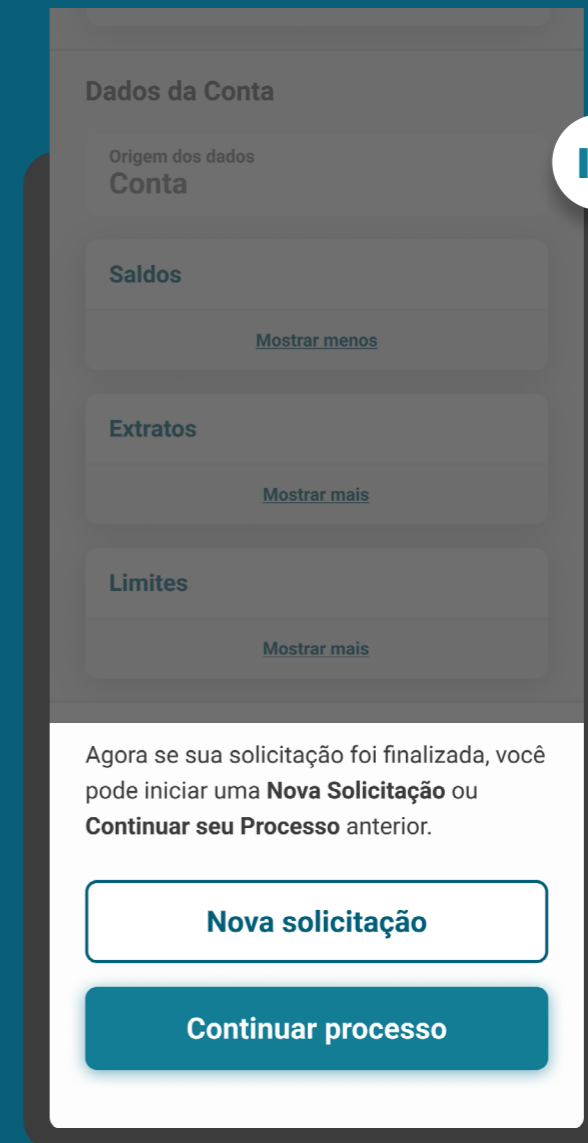 Dados da Conta
Origem dos dados
Conta
Saldos
Mostrar menos
Extratos
Mostrar mais
Limites
Mostrar mais
Agora se sua solicitação foi finalizada, você
pode iniciar uma Nova Solicitação ou
Continuar seu Processo anterior.
Nova solicitação
Continuar processo